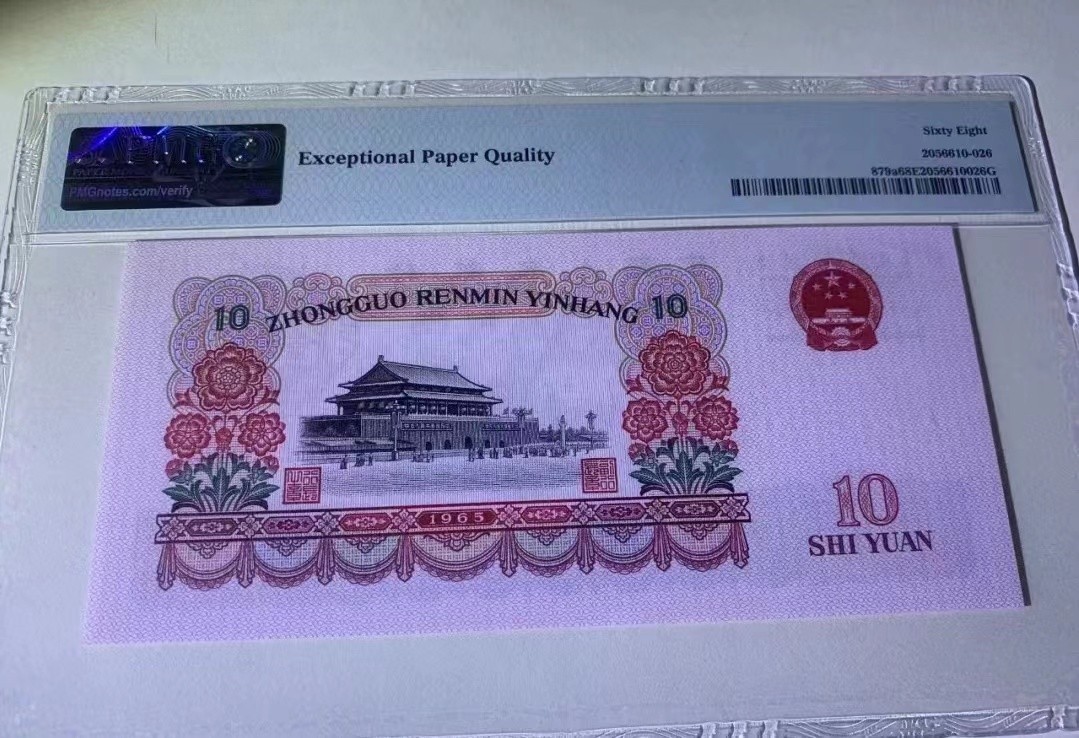 PMG
PMGnotes.com/verify
Exceptional Paper Quality
Sixty Eight
2056610-026
879a68E2056610026G
10 ZHONGGUO RENMIN YINHANG 10
1965
10
SHI YUAN